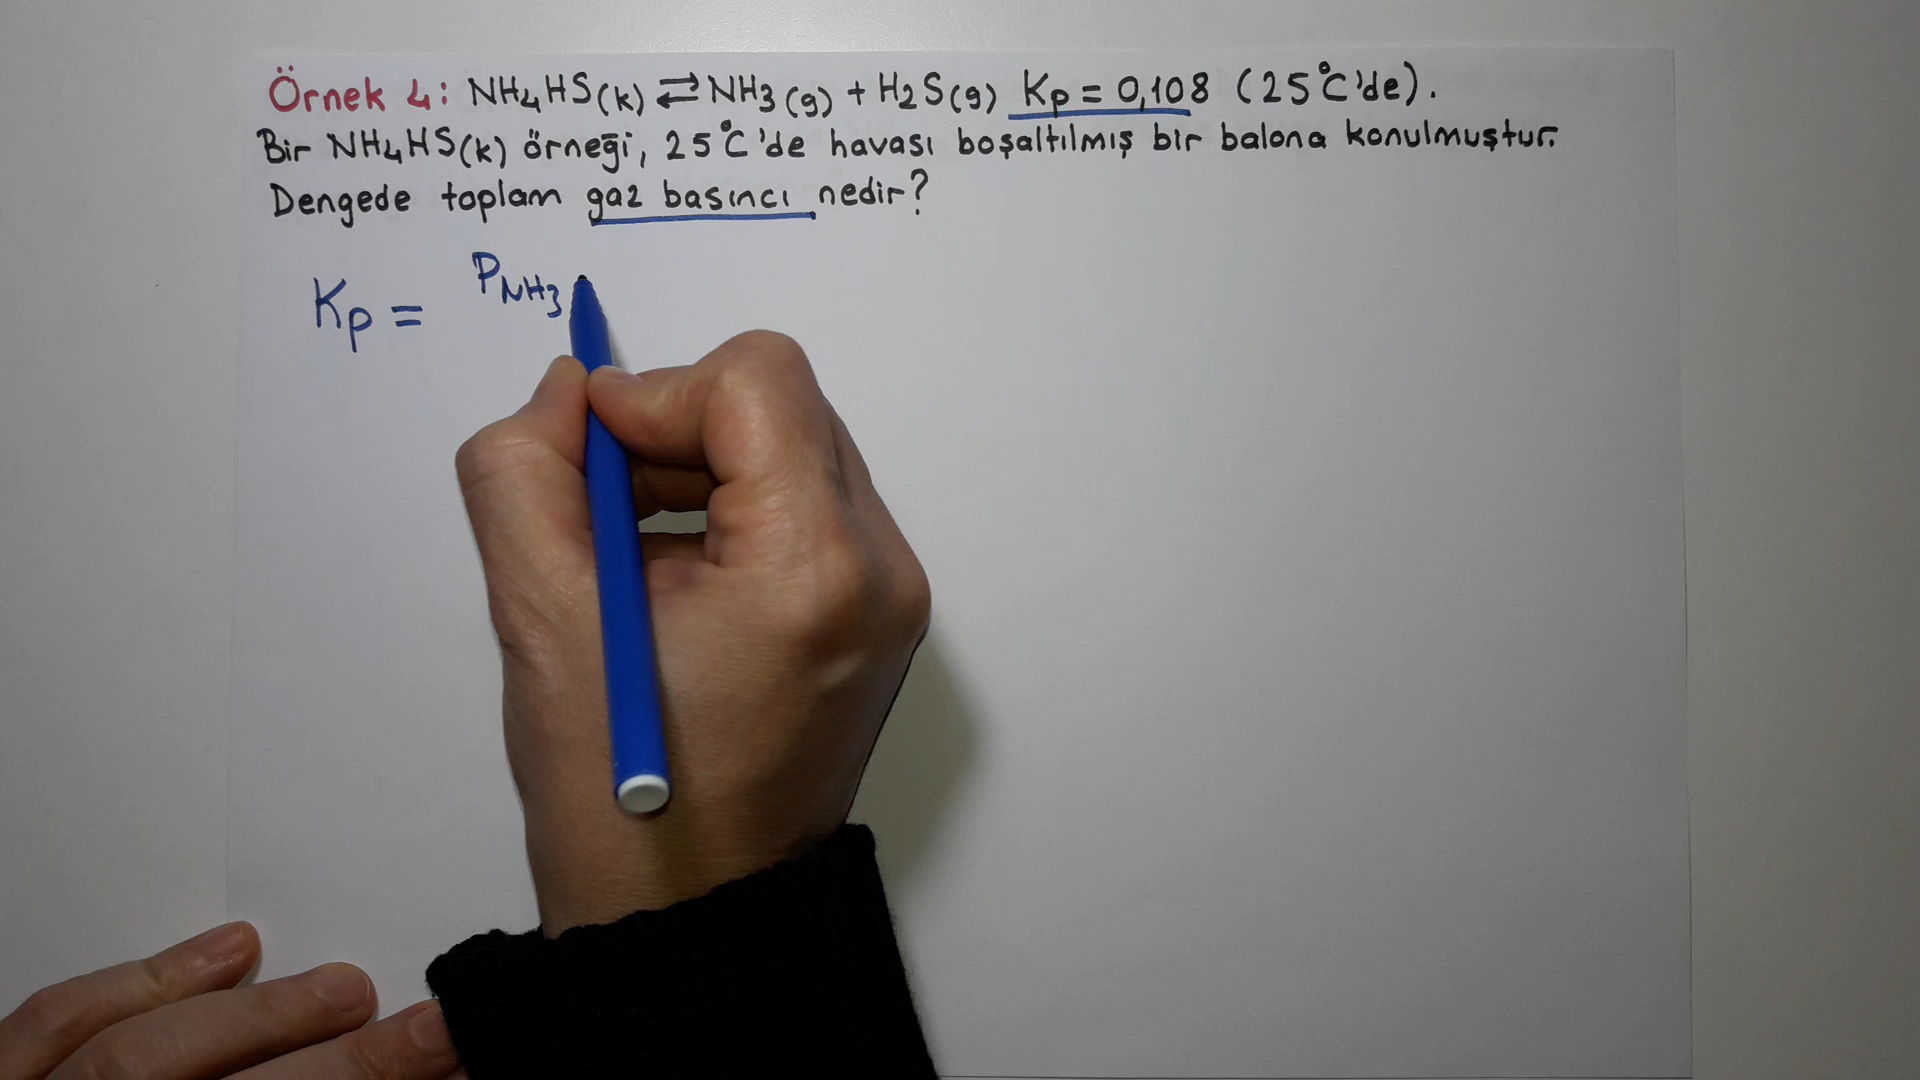 Örnek 4: NH4HS(k) ⇄ NH3(g) + H2S(g) Kp = 0,108 (25°C'de).
Bir NH4HS(k) örneği, 25°C'de havası boşaltılmış bir balona konulmuştur.
Dengede toplam gaz basıncı nedir?
Kp = PNH3